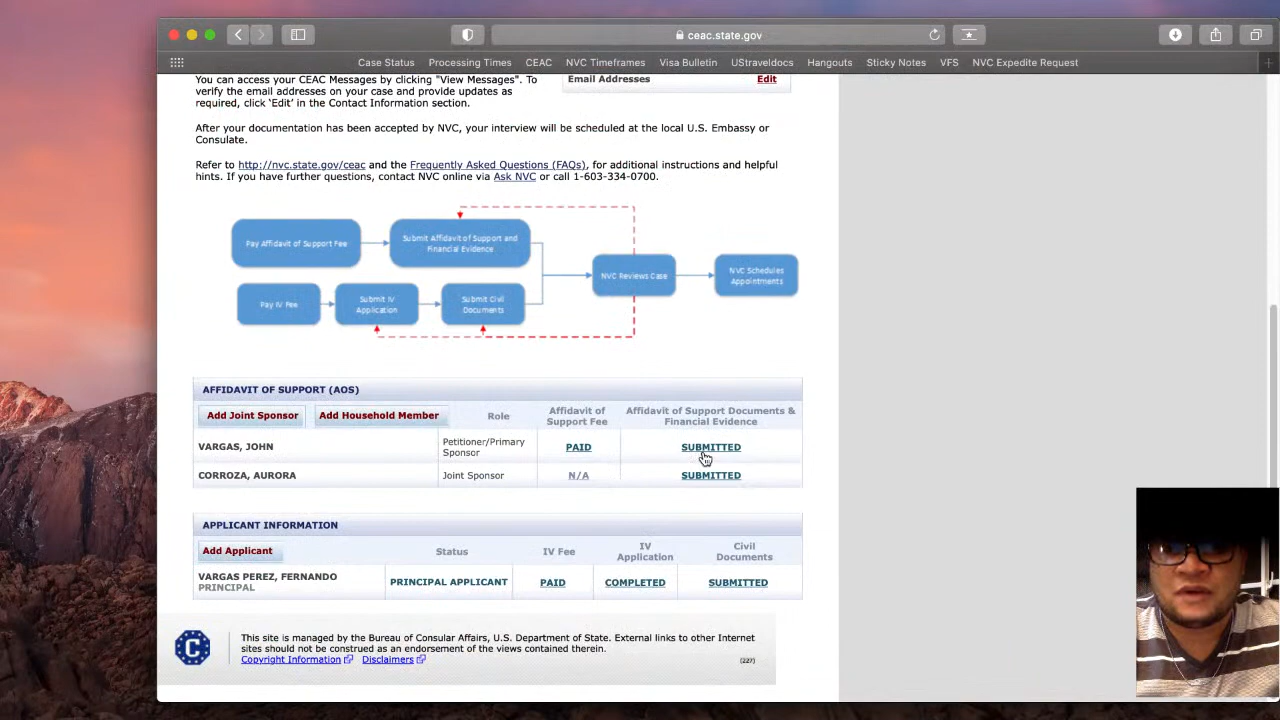 ceac.state.gov
Case Status Processing Times CEAC NVC Timeframes Visa Bulletin UStraveldocs Hangouts Sticky Notes VFS NVC Expedite Request
You can access your CEAC Messages by clicking "View Messages". To
verify the email addresses on your case and provide updates as
required, click 'Edit' in the Contact Information section.
Email Addresses Edit
After your documentation has been accepted by NVC, your interview will be scheduled at the local U.S. Embassy or
Consulate.
Refer to http://nvc.state.gov/ceac and the Frequently Asked Questions (FAQs), for additional instructions and helpful
hints. If you have further questions, contact NVC online via Ask NVC or call 1-603-334-0700.
Pay Affidavit of Support Fee
Submit Affidavit of Support and
Financial Evidence
Pay IV Fee
Submit IV
Application
Submit Civil
Documents
NVC Reviews Case
NVC Schedules
Appointments
AFFIDAVIT OF SUPPORT (AOS)
Add Joint Sponsor Add Household Member Role
Affidavit of
Support Fee
Affidavit of Support Documents &
Financial Evidence
VARGAS, JOHN
Petitioner/Primary
Sponsor
PAID SUBMITTED
CORROZA, AURORA Joint Sponsor N/A SUBMITTED
APPLICANT INFORMATION
Add Applicant Status IV Fee
IV
Application
Civil
Documents
VARGAS PEREZ, FERNANDO
PRINCIPAL
PRINCIPAL APPLICANT PAID COMPLETED SUBMITTED
C
This site is managed by the Bureau of Consular Affairs, U.S. Department of State. External links to other Internet
sites should not be construed as an endorsement of the views contained therein.
Copyright Information Disclaimers (227)